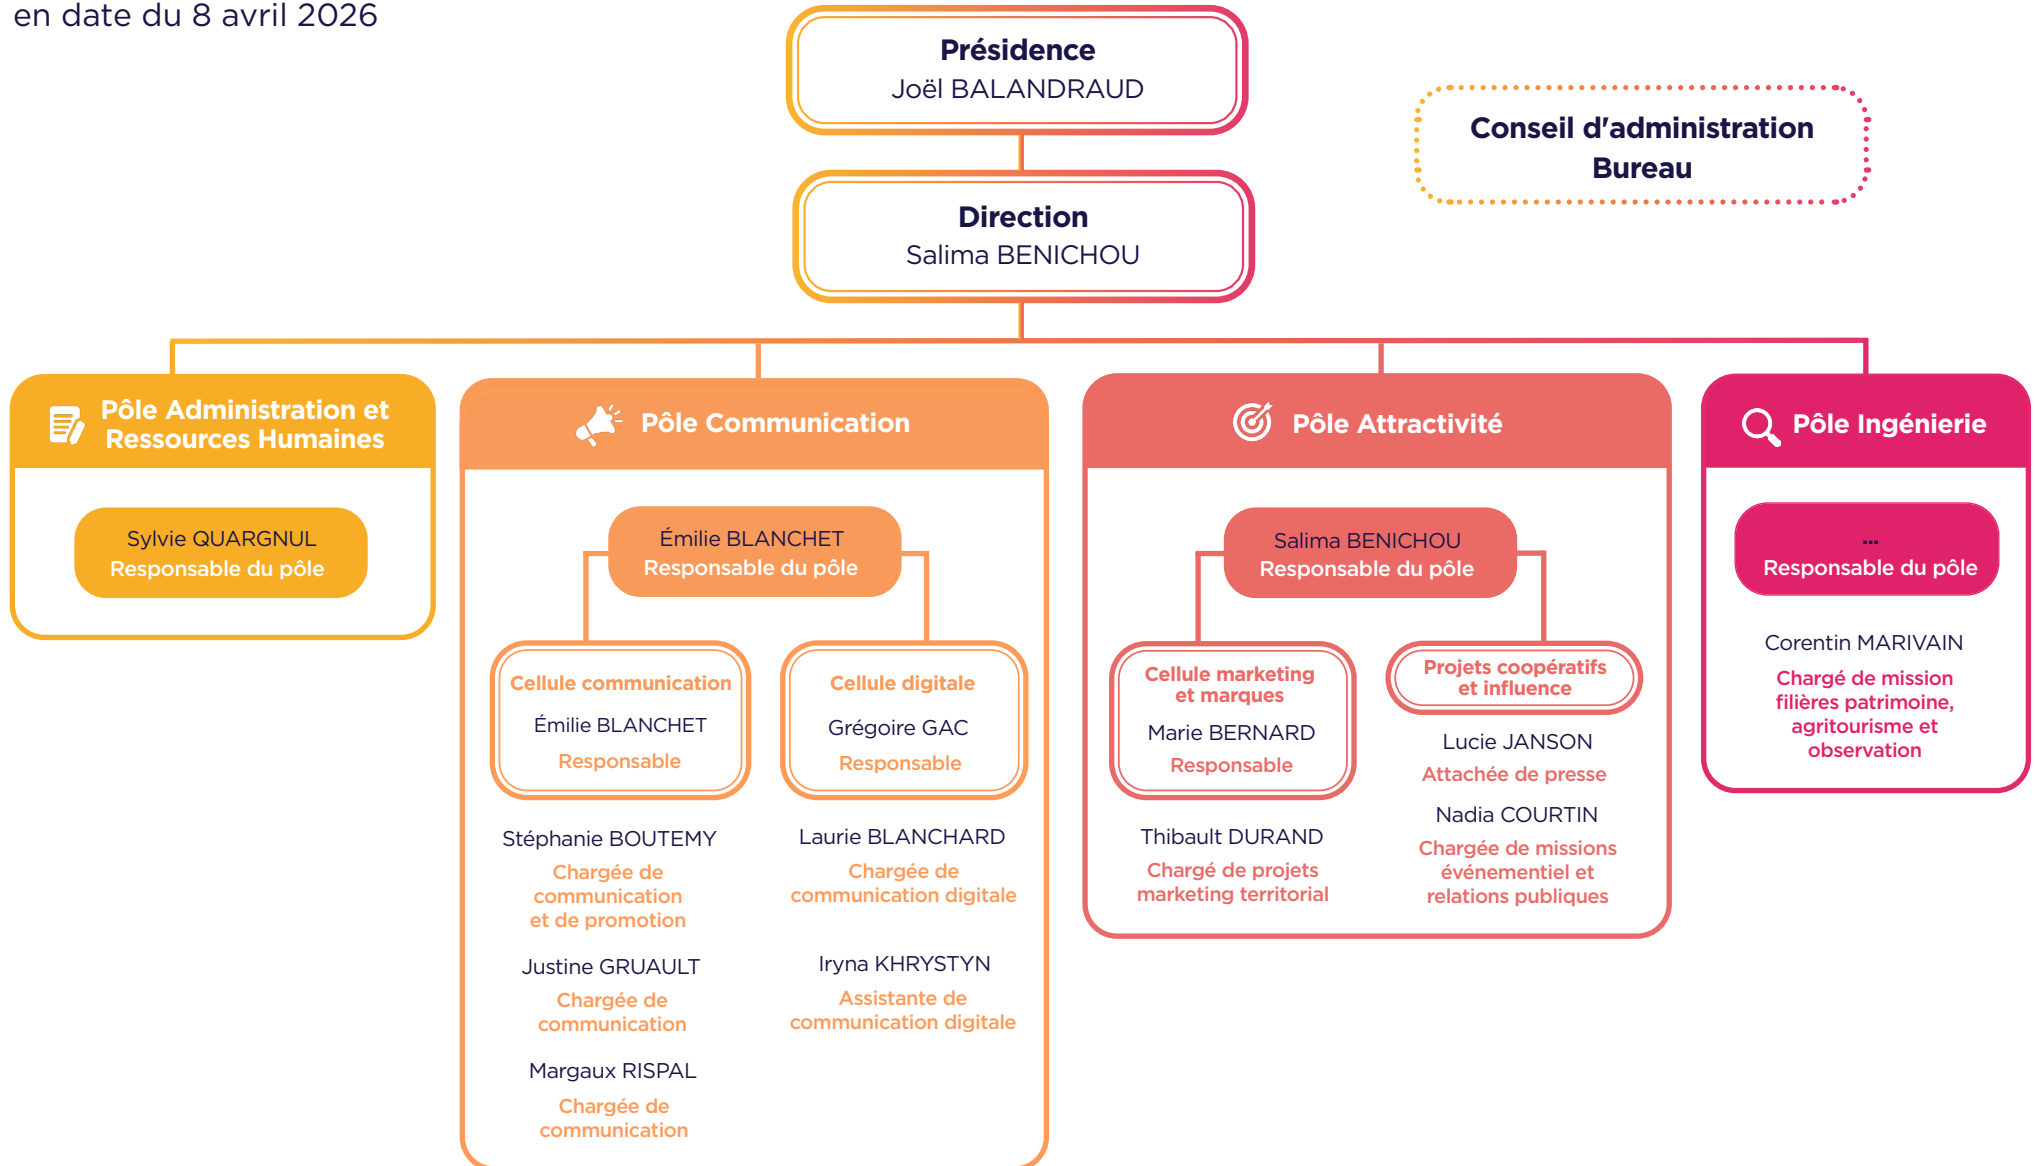 en date du 8 avril 2026
Présidence
Joël BALANDRAUD
Conseil d'administration
Bureau
Direction
Salima BENICHOU
Pôle Administration et
Ressources Humaines
Sylvie QUARGNUL
Responsable du pôle
Pôle Communication
Émilie BLANCHET
Responsable du pôle
Cellule communication
Émilie BLANCHET
Responsable
Stéphanie BOUTEMY
Chargée de
communication
et de promotion
Justine GRUAULT
Chargée de
communication
Margaux RISPAL
Chargée de
communication
Cellule digitale
Grégoire GAC
Responsable
Laurie BLANCHARD
Chargée de
communication digitale
Iryna KHRYSTYN
Assistante de
communication digitale
Pôle Attractivité
Salima BENICHOU
Responsable du pôle
Cellule marketing
et marques
Marie BERNARD
Responsable
Thibault DURAND
Chargé de projets
marketing territorial
Projets coopératifs
et influence
Lucie JANSON
Attachée de presse
Nadia COURTIN
Chargée de missions
événementiel et
relations publiques
Pôle Ingénierie
...
Responsable du pôle
Corentin MARIVAIN
Chargé de mission
filières patrimoine,
agritourisme et
observation